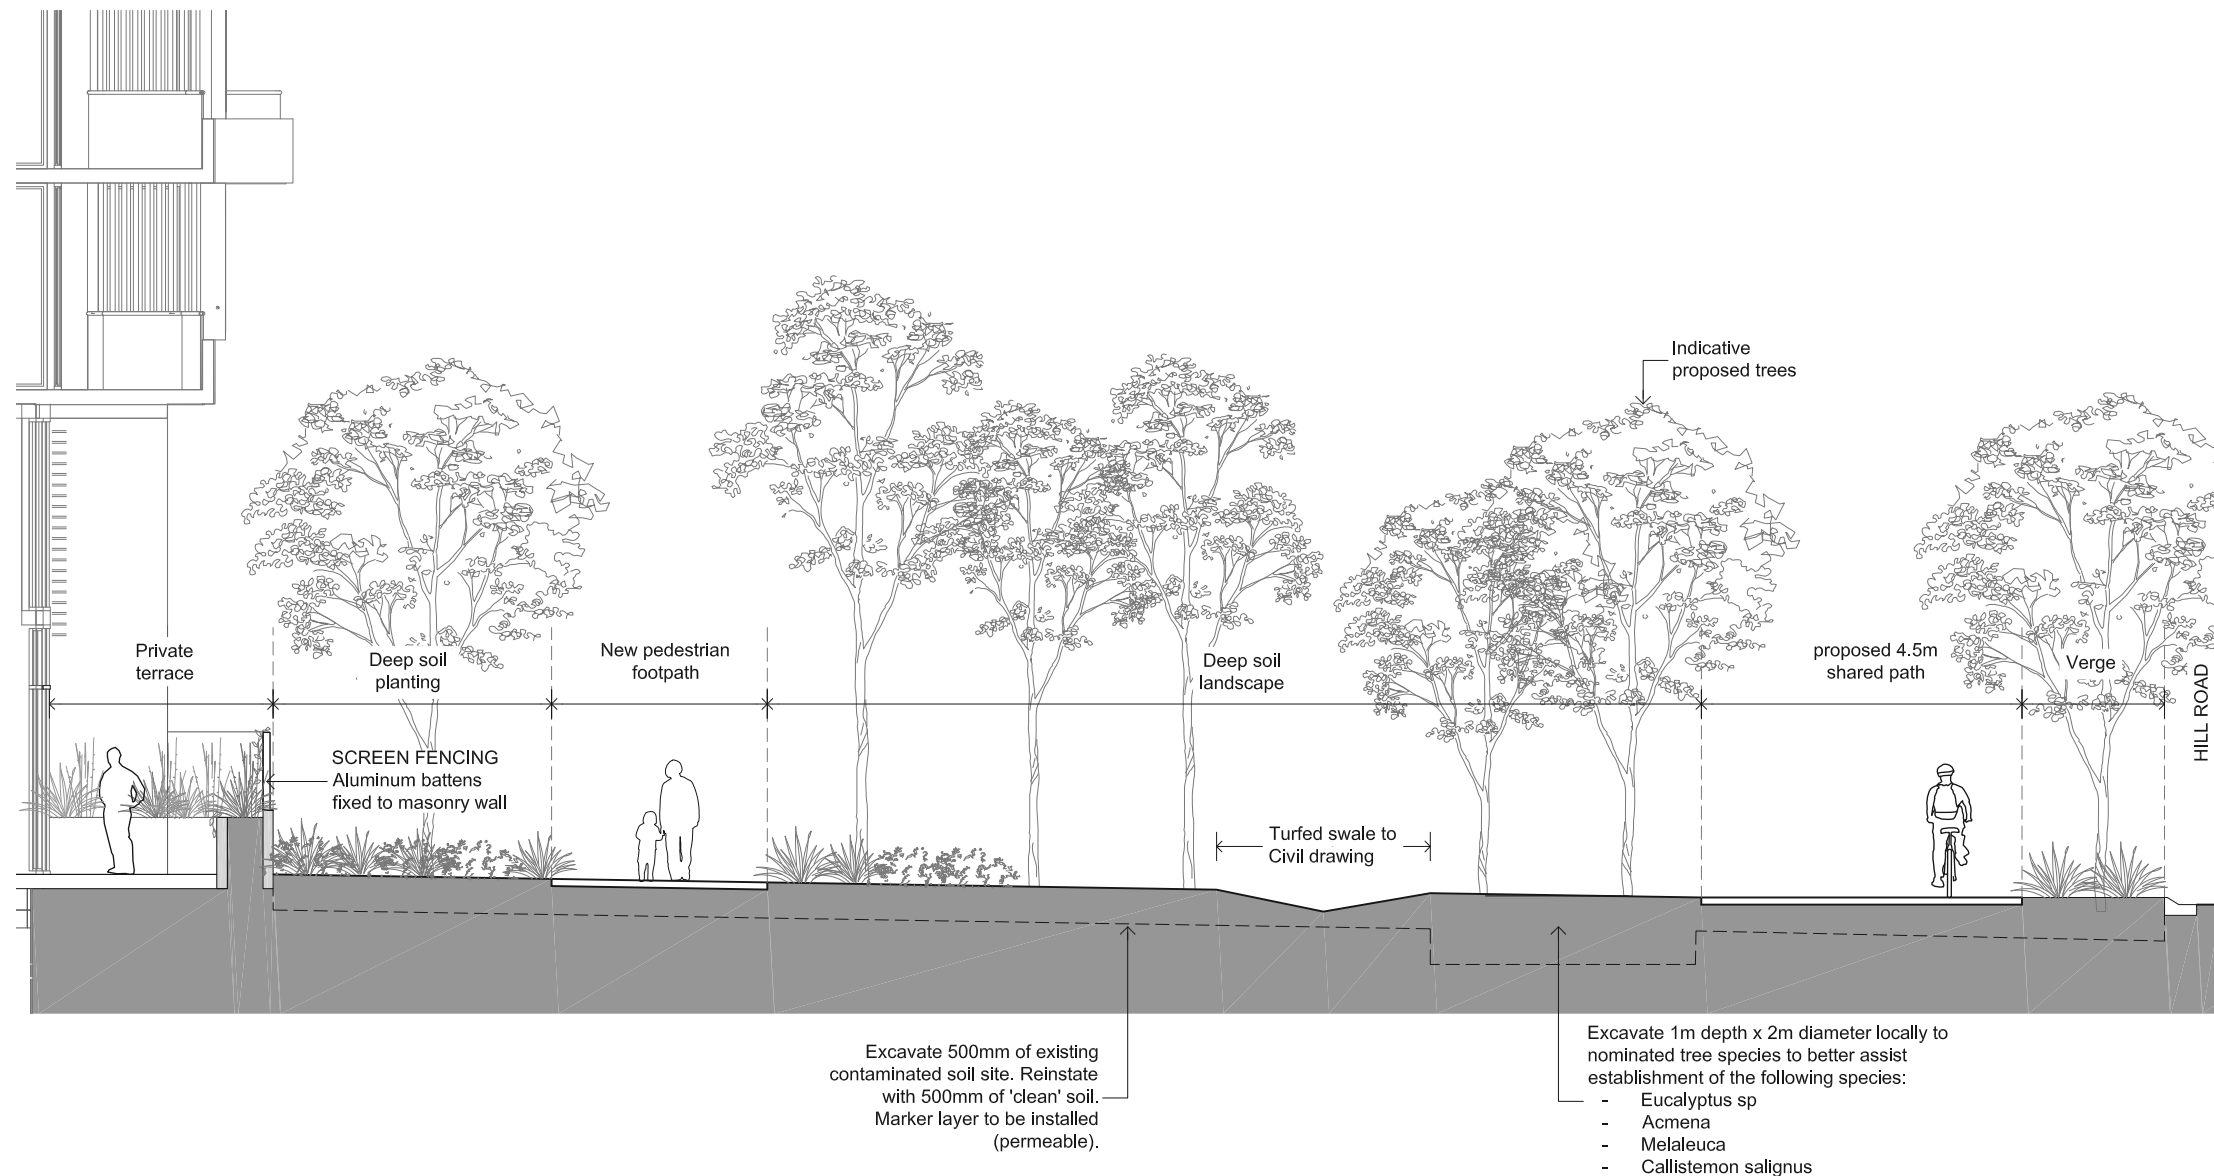 Indicative
proposed trees
Private
terrace
Deep soil
planting
New pedestrian
footpath
Deep soil
landscape
proposed 4.5m
shared path
Verge
HILL ROAD
SCREEN FENCING
Aluminum battens
fixed to masonry wall
Turfed swale to
Civil drawing
Excavate 500mm of existing
contaminated soil site. Reinstate
with 500mm of 'clean' soil.
Marker layer to be installed
(permeable).
Excavate 1m depth x 2m diameter locally to
nominated tree species to better assist
establishment of the following species:
- Eucalyptus sp
- Acmena
- Melaleuca
- Callistemon salignus